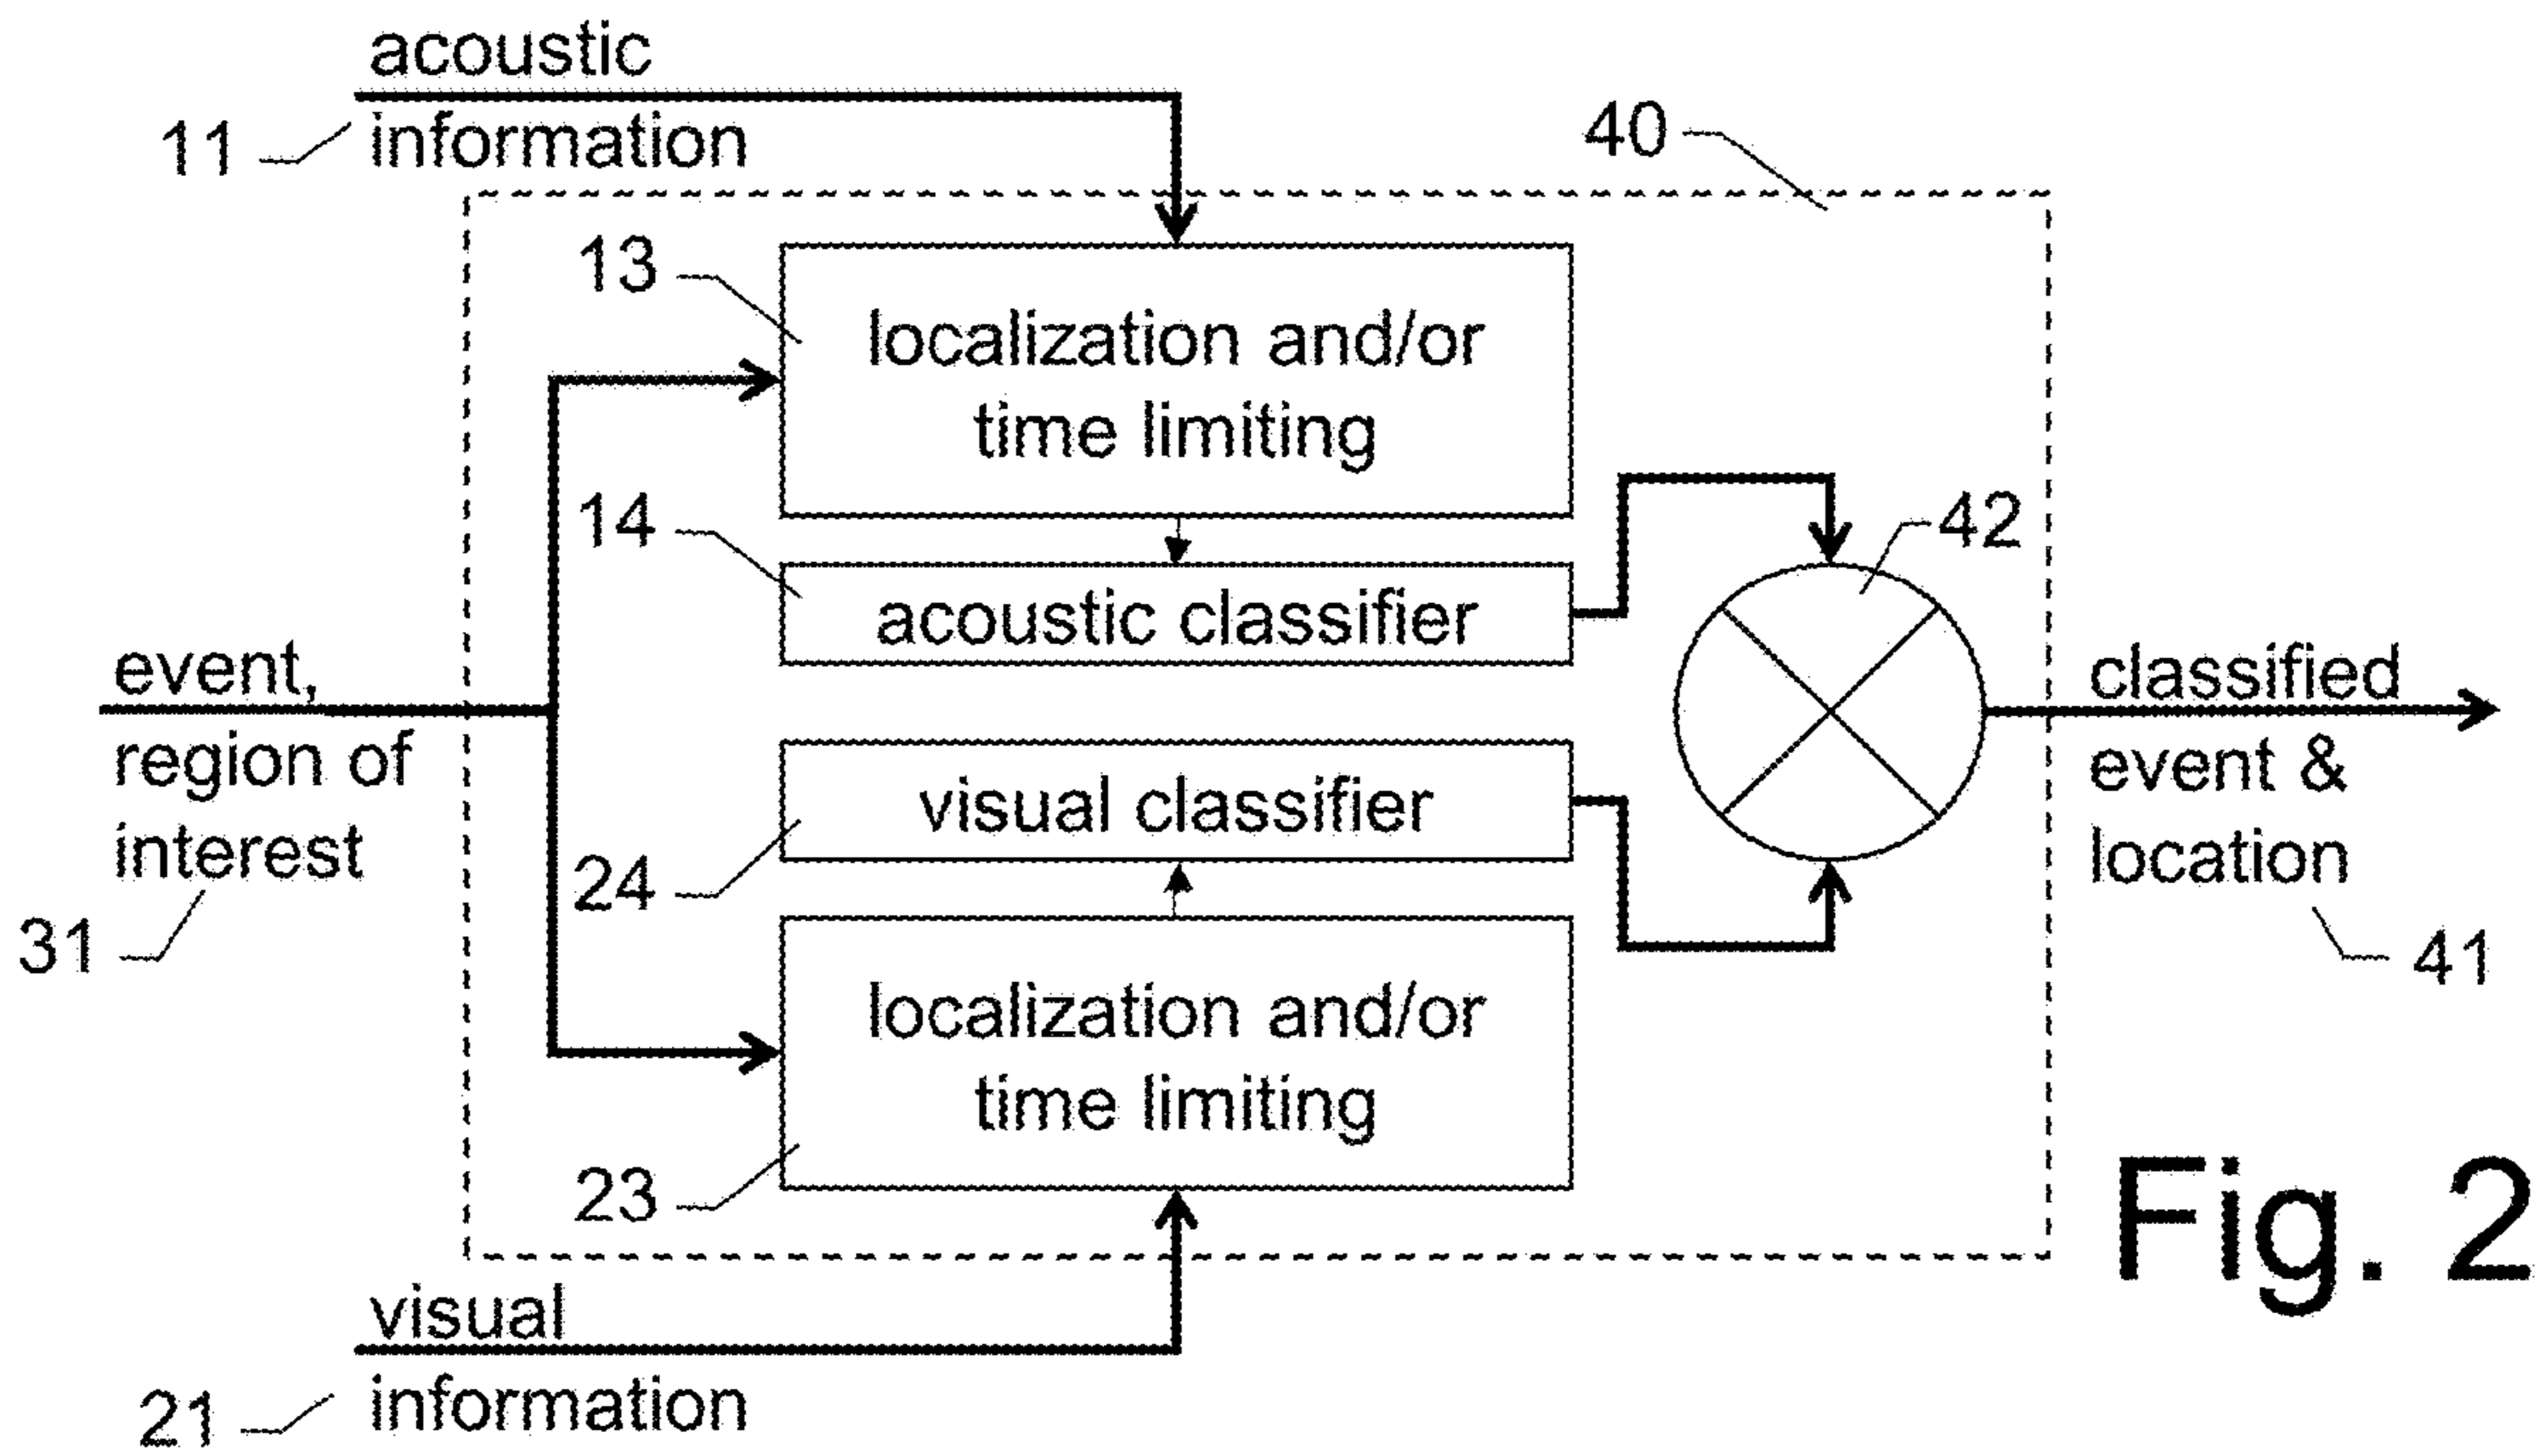 acoustic
information
11
40
13
localization and/or
time limiting
14
42
acoustic classifier
event,
region of
interest
31
classified
event &
location
41
visual classifier
24
localization and/or
time limiting
23
Fig. 2
visual
information
21